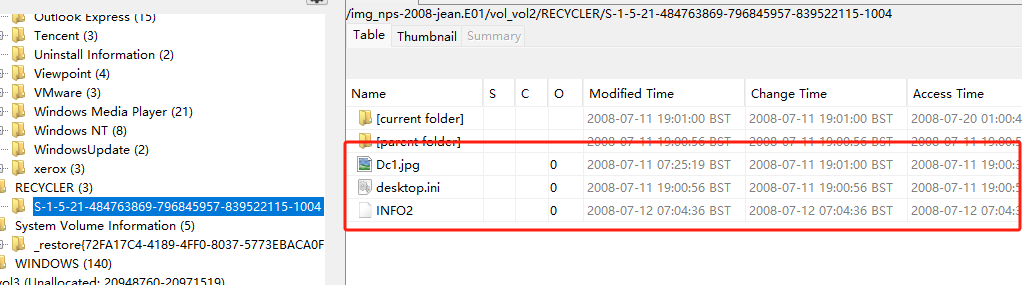 Outlook Express (15)
Tencent (3)
Uninstall Information (2)
Viewpoint (4)
VMware (3)
Windows Media Player (21)
Windows NT (8)
WindowsUpdate (2)
xerox (3)
RECYCLER (3)
S-1-5-21-484763869-796845957-839522115-1004
System Volume Information (5)
_restore{72FA17C4-4189-4FF0-8037-5773EBACA0F
WINDOWS (140)
vol3 (Unallocated: 20948760-20971519)
/img_nps-2008-jean.E01/vol_vol2/RECYCLER/S-1-5-21-484763869-796845957-839522115-1004
Table Thumbnail Summary
Name S C O Modified Time Change Time Access Time
[current folder] 2008-07-11 19:01:00 BST 2008-07-11 19:01:00 BST 2008-07-20 01:00:4
[parent folder] 2008-07-11 19:00:56 BST 2008-07-11 19:00:56 BST 2008-07-11 19:00:5
Dc1.jpg 0 2008-07-11 07:25:19 BST 2008-07-11 19:01:00 BST 2008-07-11 19:00:3
desktop.ini 0 2008-07-11 19:00:56 BST 2008-07-11 19:00:56 BST 2008-07-11 19:00:5
INFO2 0 2008-07-12 07:04:36 BST 2008-07-12 07:04:36 BST 2008-07-12 07:04:3